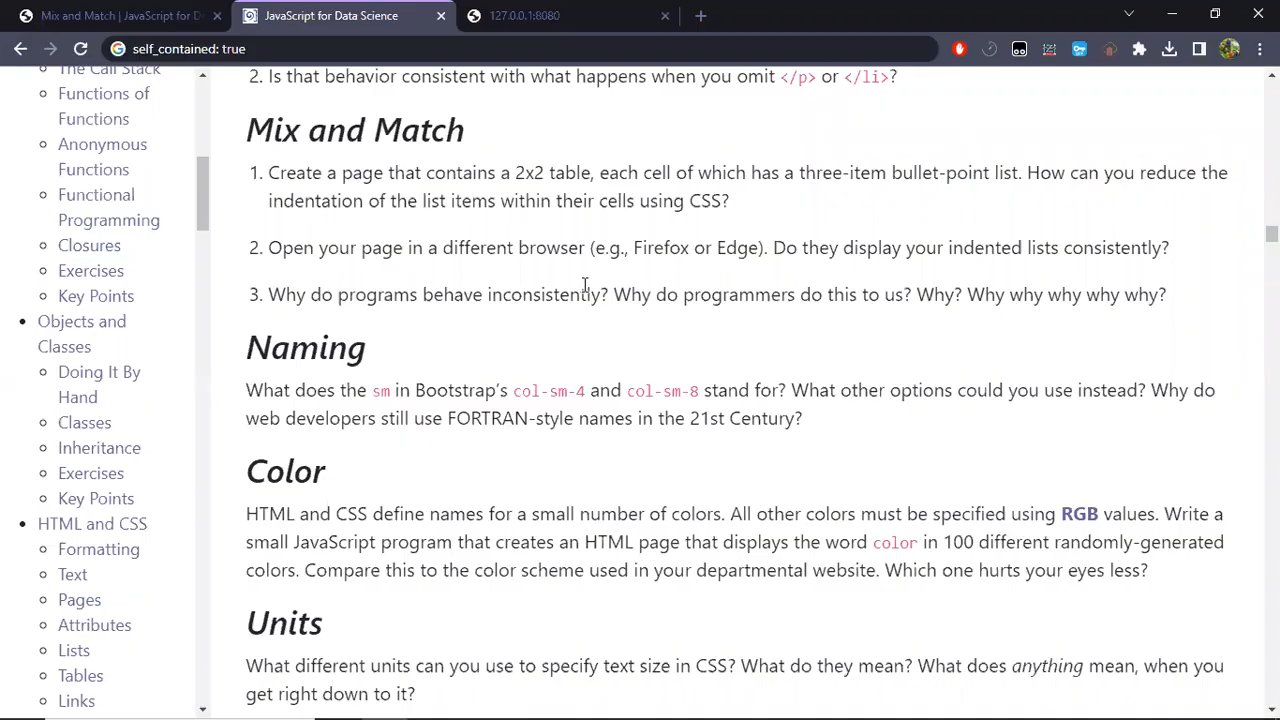 Mix and Match | JavaScript for D
JavaScript for Data Science
127.0.0.1:8080
self_contained: true
The Call Stack
Functions of
Functions
Anonymous
Functions
Functional
Programming
Closures
Exercises
Key Points
Objects and
Classes
Doing It By
Hand
Classes
Inheritance
Exercises
Key Points
HTML and CSS
Formatting
Text
Pages
Attributes
Lists
Tables
Links
2. Is that behavior consistent with what happens when you omit </p> or </li>?
Mix and Match
1. Create a page that contains a 2x2 table, each cell of which has a three-item bullet-point list. How can you reduce the
indentation of the list items within their cells using CSS?
2. Open your page in a different browser (e.g., Firefox or Edge). Do they display your indented lists consistently?
3. Why do programs behave inconsistently? Why do programmers do this to us? Why? Why why why why why?
Naming
What does the sm in Bootstrap's col-sm-4 and col-sm-8 stand for? What other options could you use instead? Why do
web developers still use FORTRAN-style names in the 21st Century?
Color
HTML and CSS define names for a small number of colors. All other colors must be specified using RGB values. Write a
small JavaScript program that creates an HTML page that displays the word color in 100 different randomly-generated
colors. Compare this to the color scheme used in your departmental website. Which one hurts your eyes less?
Units
What different units can you use to specify text size in CSS? What do they mean? What does anything mean, when you
get right down to it?